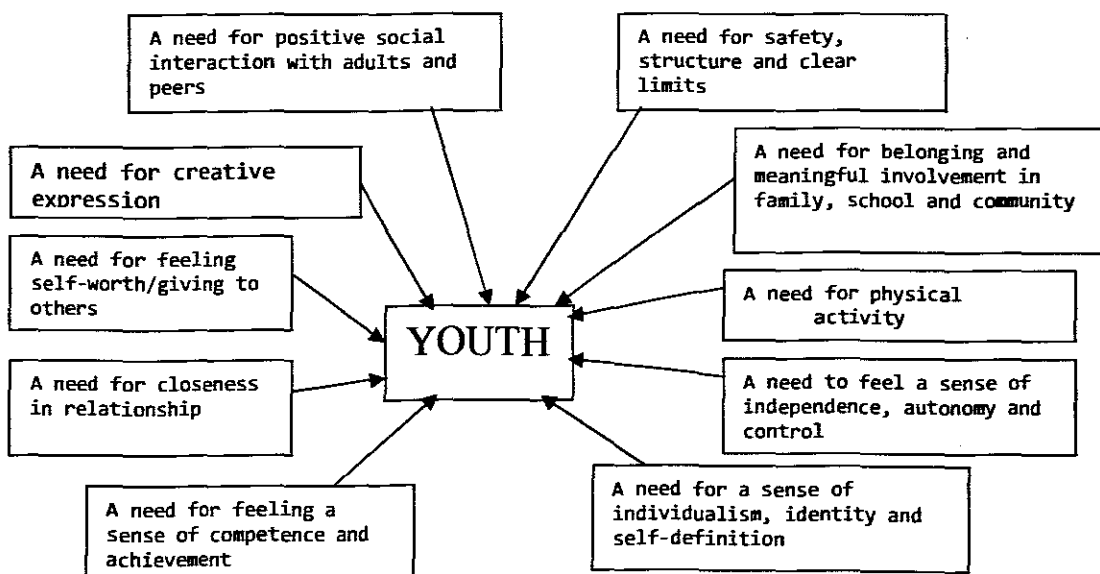 A need for positive social
interaction with adults and
peers
A need for safety,
structure and clear
limits
A need for creative
expression
A need for belonging and
meaningful involvement in
family, school and community
A need for feeling
self-worth/giving to
others
A need for physical
activity
YOUTH
A need for closeness
in relationship
A need to feel a sense of
independence, autonomy and
control
A need for feeling a
sense of competence and
achievement
A need for a sense of
individualism, identity and
self-definition